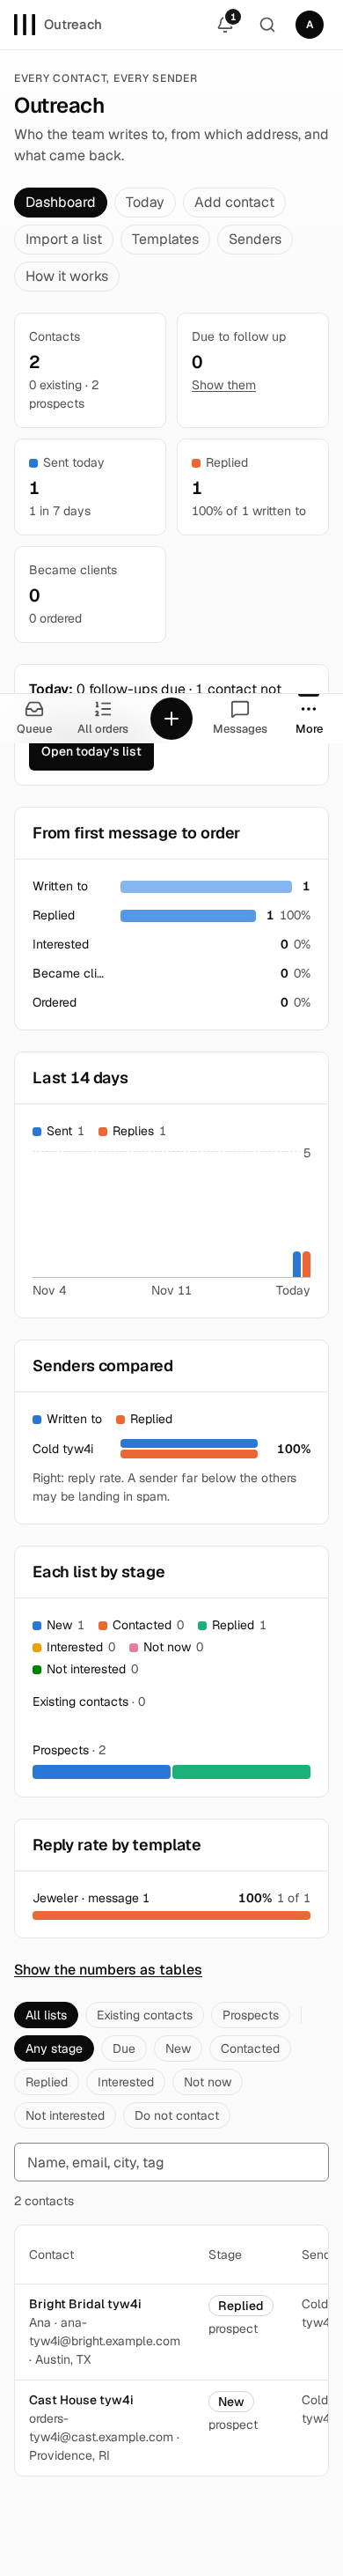 Outreach
1
A
EVERY CONTACT, EVERY SENDER
Outreach
Who the team writes to, from which address, and
what came back.
Dashboard
Today
Add contact
Import a list
Templates
Senders
How it works
Contacts
2
0 existing · 2
prospects
Due to follow up
0
Show them
Sent today
1
1 in 7 days
Replied
1
100% of 1 written to
Became clients
0
0 ordered
Today: 0 follow-ups due · 1 contact not
Queue
All orders
Messages
More
Open today's list
From first message to order
Written to 1
Replied 1 100%
Interested 0 0%
Became cli... 0 0%
Ordered 0 0%
Last 14 days
Sent 1 Replies 1
5
Nov 4 Nov 11 Today
Senders compared
Written to Replied
Cold tyw4i 100%
Right: reply rate. A sender far below the others
may be landing in spam.
Each list by stage
New 1 Contacted 0 Replied 1
Interested 0 Not now 0
Not interested 0
Existing contacts · 0
Prospects · 2
Reply rate by template
Jeweler · message 1 100% 1 of 1
Show the numbers as tables
All lists
Existing contacts
Prospects
Any stage
Due
New
Contacted
Replied
Interested
Not now
Not interested
Do not contact
Name, email, city, tag
2 contacts
Contact Stage
Bright Bridal tyw4i
Ana · ana-
tyw4i@bright.example.com
· Austin, TX
Replied
prospect
Cold
Cast House tyw4i
orders-
tyw4i@cast.example.com ·
Providence, RI
New
prospect
Cold